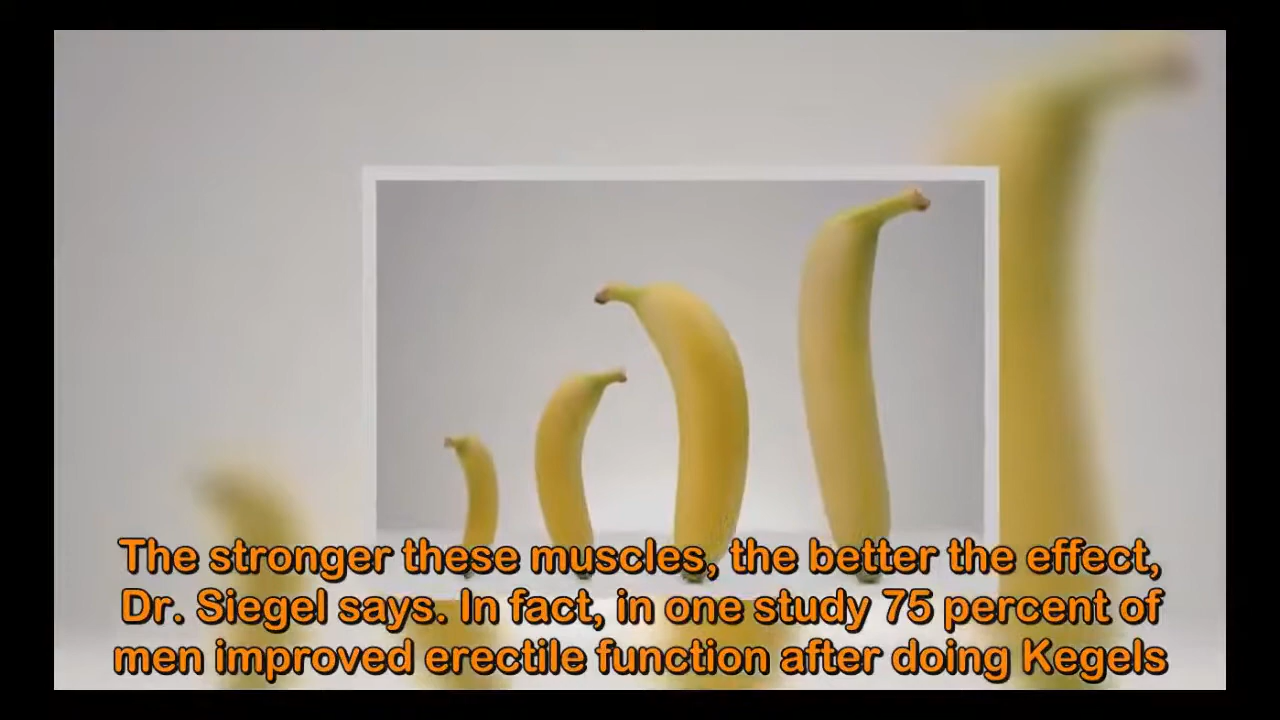 The stronger these muscles, the better the effect,
Dr. Siegel says. In fact, in one study 75 percent of
men improved erectile function after doing Kegels